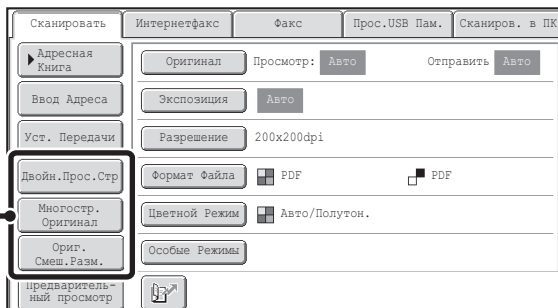 Сканировать
Интернетфакс
Факс
Прос.USB Пам.
Сканиров. в ПК
Адресная
Книга
Оригинал
Просмотр:
Авто
Отправить
Авто
Ввод Адреса
Экспозиция
Авто
Уст. Передачи
Разрешение
200x200dpi
Двойн.Прос.Стр
Формат Файла
PDF
PDF
Многостр.
Оригинал
Цветной Режим
Авто/Полутон.
Ориг.
Смеш.Разм.
Особые Режимы
Предваритель-
ный просмотр